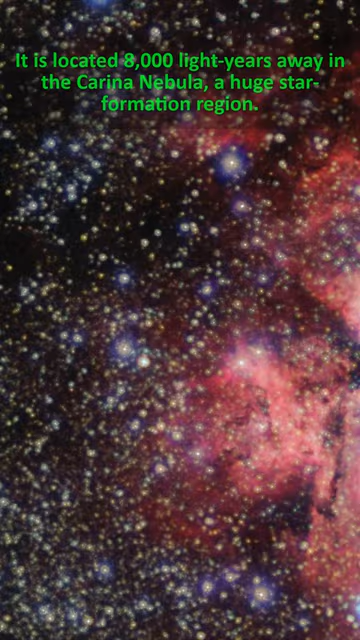 It is located 8,000 light-years away in
the Carina Nebula, a huge star-
formation region.